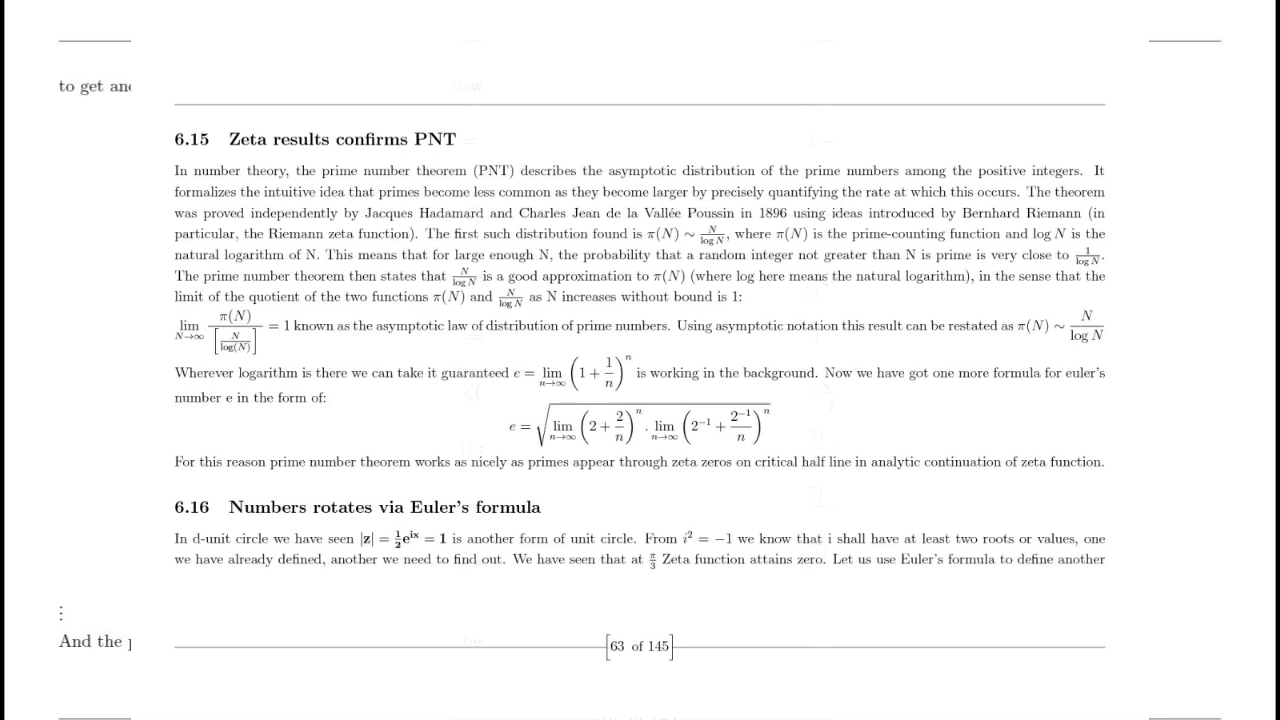 to get and
low
6.15 Zeta results confirms PNT
In number theory, the prime number theorem (PNT) describes the asymptotic distribution of the prime numbers among the positive integers. It
formalizes the intuitive idea that primes become less common as they become larger by precisely quantifying the rate at which this occurs. The theorem
was proved independently by Jacques Hadamard and Charles Jean de la Vallée Poussin in 1896 using ideas introduced by Bernhard Riemann (in
particular, the Riemann zeta function). The first such distribution found is π(N) ∼ N/log N, where π(N) is the prime-counting function and log N is the
natural logarithm of N. This means that for large enough N, the probability that a random integer not greater than N is prime is very close to 1/log N.
The prime number theorem then states that N/log N is a good approximation to π(N) (where log here means the natural logarithm), in the sense that the
limit of the quotient of the two functions π(N) and N/log N as N increases without bound is 1:
lim N→∞ π(N)/[N/log(N)] = 1 known as the asymptotic law of distribution of prime numbers. Using asymptotic notation this result can be restated as π(N) ∼ N/log N
Wherever logarithm is there we can take it guaranteed e = lim n→∞ (1 + 1/n)^n is working in the background. Now we have got one more formula for euler's
number e in the form of:
e = √(lim n→∞ (2 + 2/n)^n . lim n→∞ (2^−1 + 2^−1/n)^n)
For this reason prime number theorem works as nicely as primes appear through zeta zeros on critical half line in analytic continuation of zeta function.
6.16 Numbers rotates via Euler's formula
In d-unit circle we have seen |z| = 1/2 e^ix = 1 is another form of unit circle. From i^2 = −1 we know that i shall have at least two roots or values, one
we have already defined, another we need to find out. We have seen that at π/3 Zeta function attains zero. Let us use Euler's formula to define another
⋮
And the p
[63 of 145]